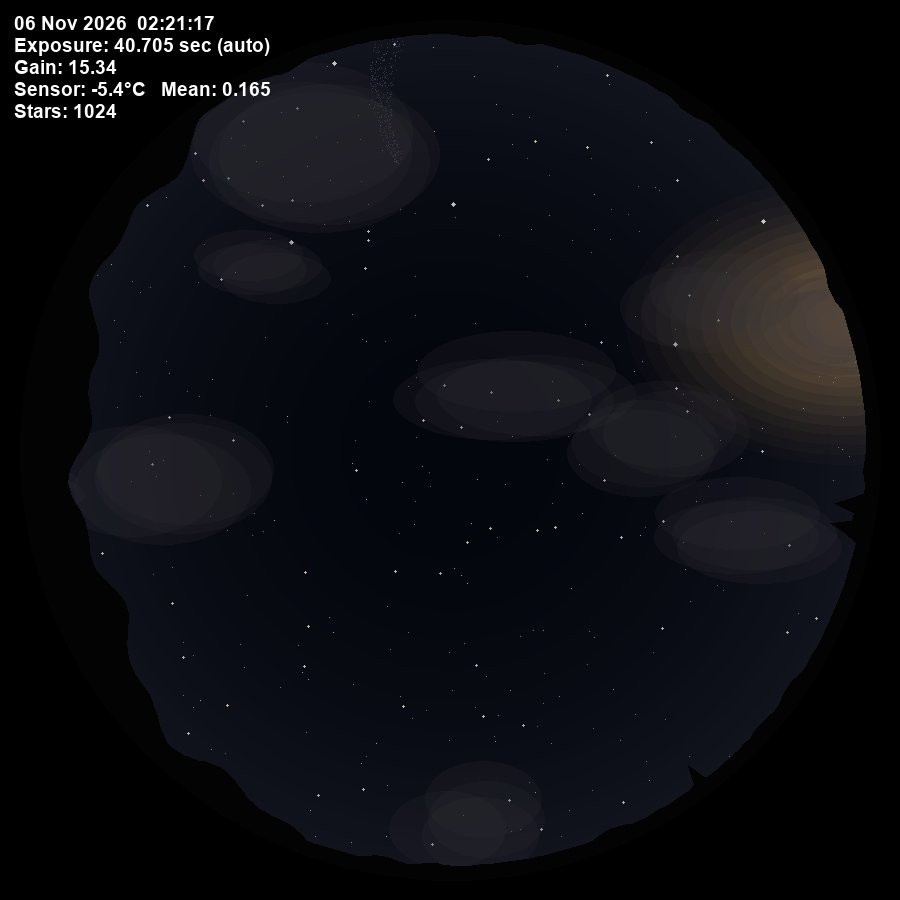 06 Nov 2026  02:21:17
Exposure: 40.705 sec (auto)
Gain: 15.34
Sensor: -5.4°C   Mean: 0.165
Stars: 1024